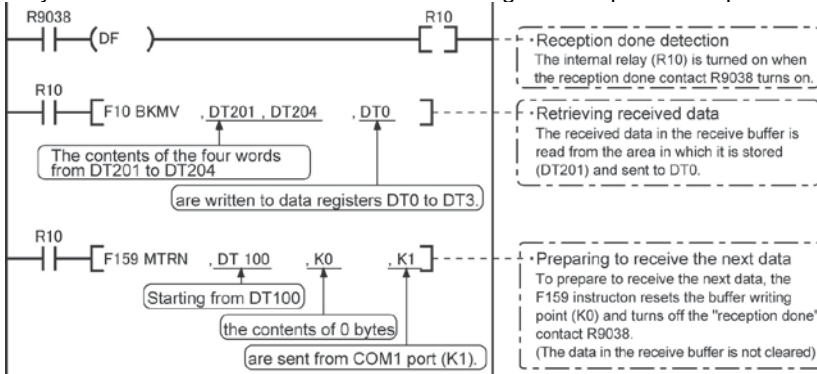 R9038
(DF )
R10
[ ]
Reception done detection
The internal relay (R10) is turned on when
the reception done contact R9038 turns on.
R10
[F10 BKMV , DT201 , DT204 , DT0 ]
The contents of the four words
from DT201 to DT204
are written to data registers DT0 to DT3.
Retrieving received data
The received data in the receive buffer is
read from the area in which it is stored
(DT201) and sent to DT0.
R10
[F159 MTRN , DT 100 , K0 , K1 ]
Starting from DT100
the contents of 0 bytes
are sent from COM1 port (K1).
Preparing to receive the next data
To prepare to receive the next data, the
F159 instructon resets the buffer writing
point (K0) and turns off the "reception done"
contact R9038.
(The data in the receive buffer is not cleared)